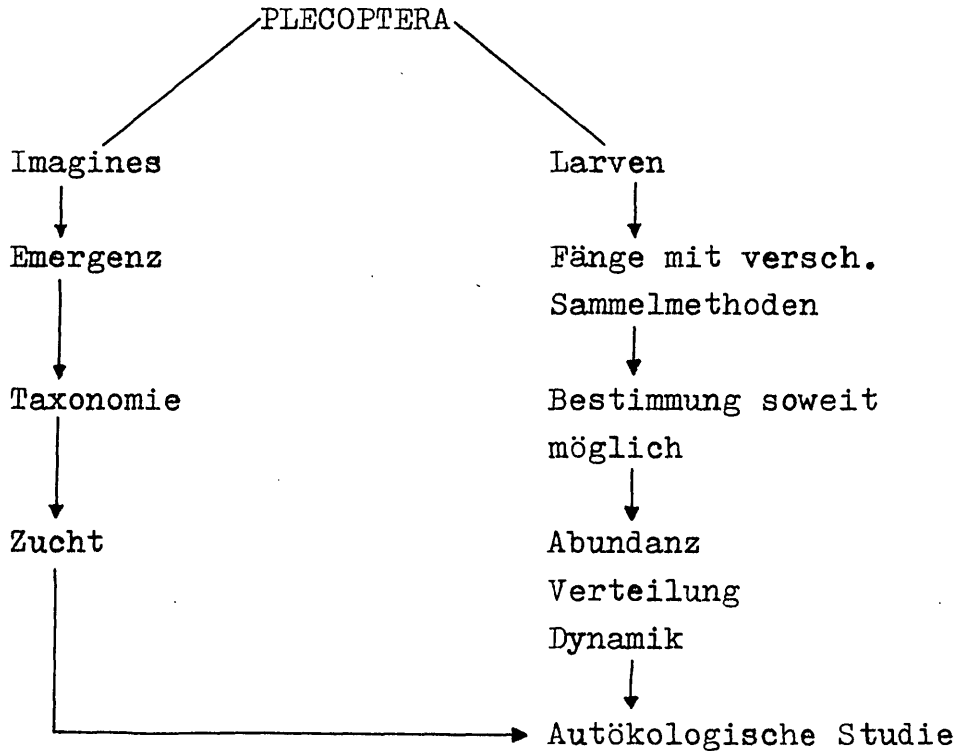 PLECOPTERA
Imagines
Larven
Emergenz
Fänge mit versch.
Sammelmethoden
Taxonomie
Bestimmung soweit
möglich
Zucht
Abundanz
Verteilung
Dynamik
Autökologische Studie